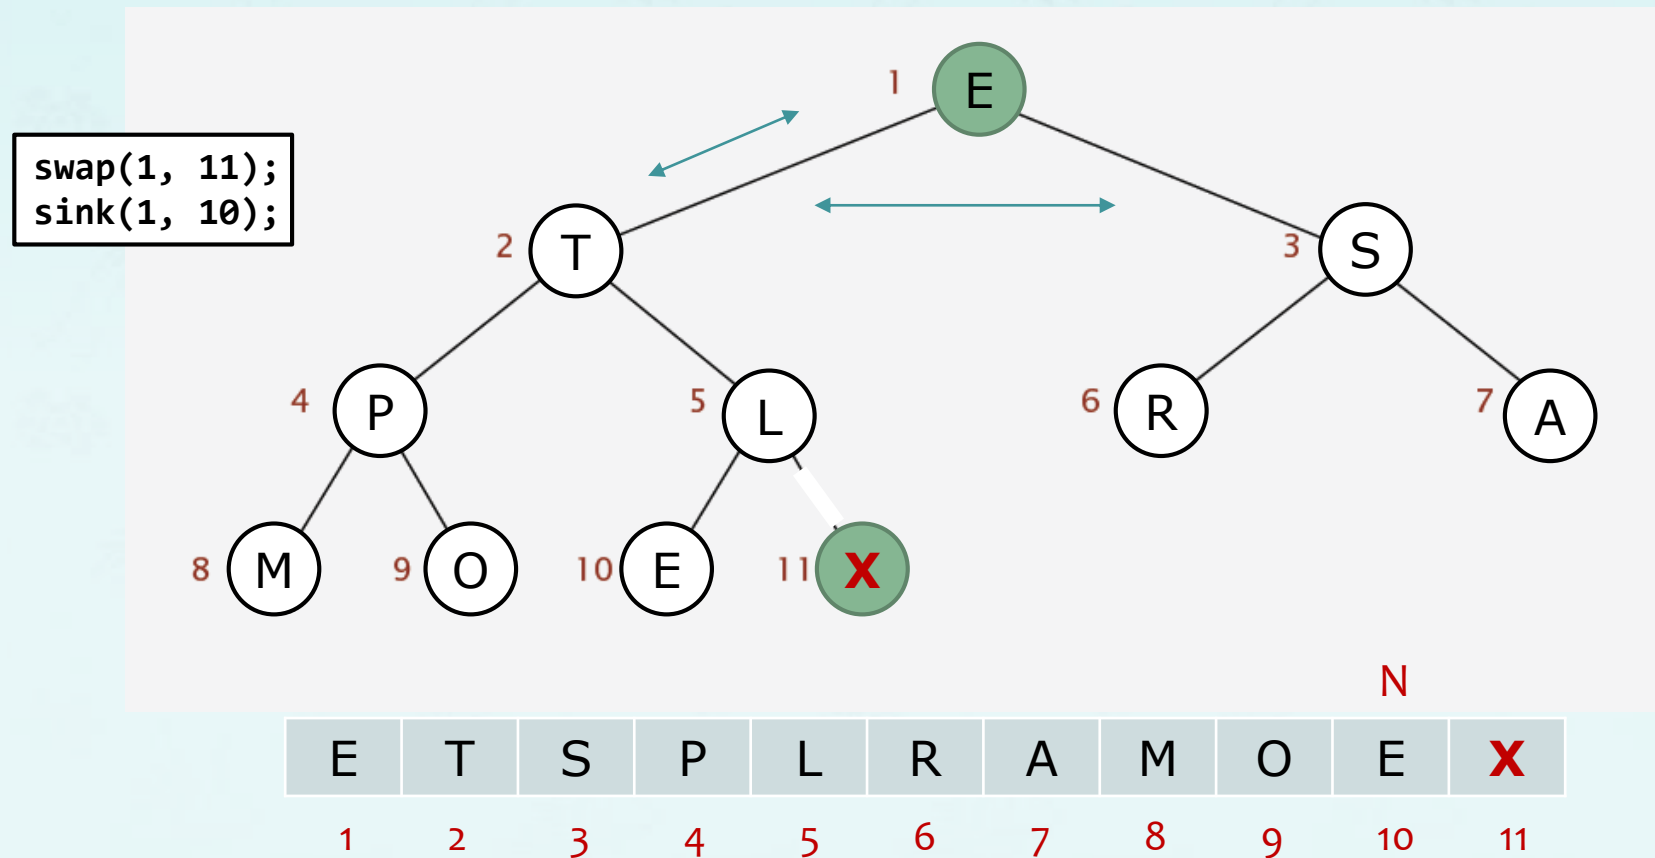 1 E
swap(1, 11);
sink(1, 10);
2 T 3 S
4 P 5 L 6 R 7 A
8 M 9 O 10 E 11 X
N
E T S P L R A M O E X
1 2 3 4 5 6 7 8 9 10 11